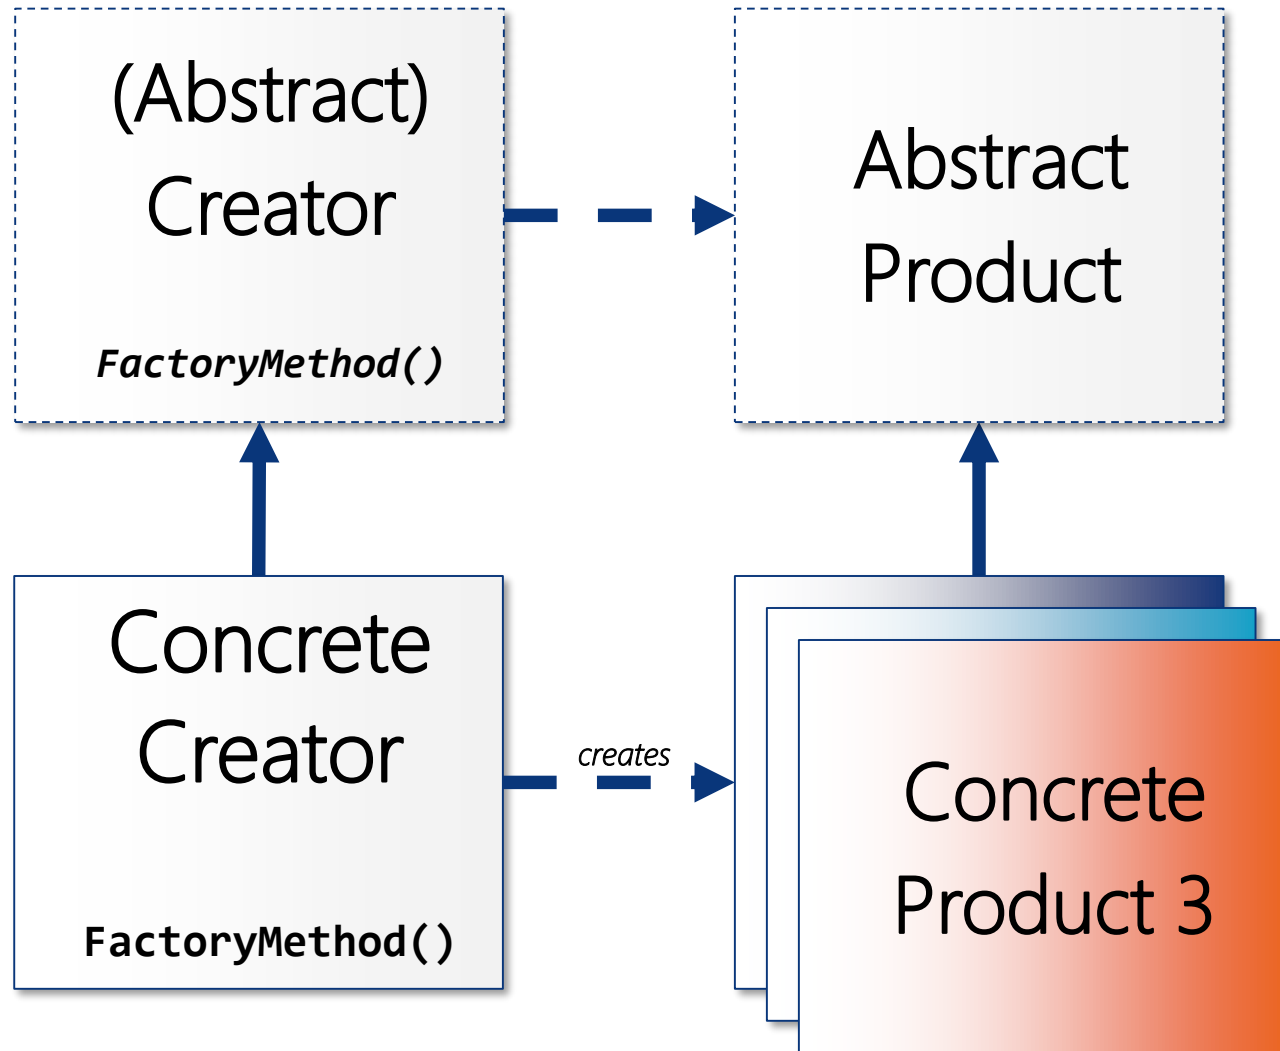 (Abstract)
Creator
FactoryMethod()
Abstract
Product
Concrete
Creator
FactoryMethod()
creates
Concrete
Product 3